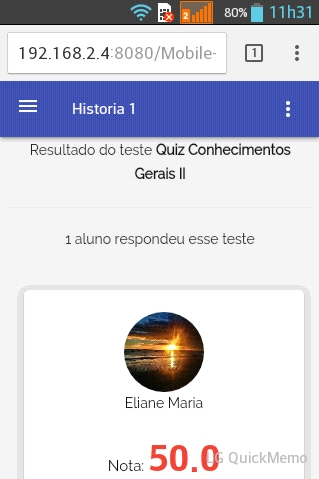 80% 11h31
192.168.2.4:8080/Mobile-
1
Historia 1
Resultado do teste Quiz Conhecimentos
Gerais II
1 aluno respondeu esse teste
Eliane Maria
Nota: 50.0
LG QuickMemo